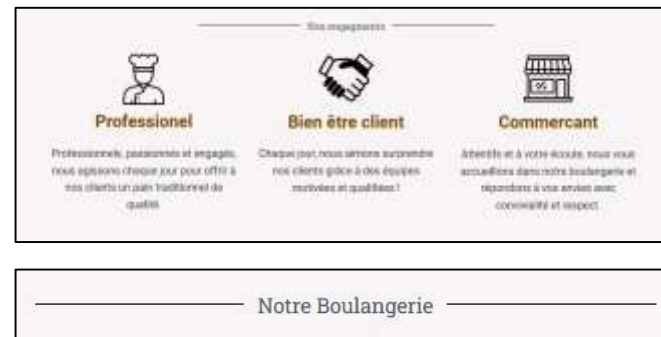 Nos engagements
Professionel
Bien être client
Commercant
Professionnels, passionnés et engagés,
nous agissons chaque jour pour offrir à
nos clients un pain traditionnel de
qualité.
Chaque jour, nous aimons surprendre
nos clients grâce à des équipes
motivées et qualifiées !
Attentifs et à votre écoute, nous vous
accueillons dans notre boulangerie et
répondons à vos envies avec
convivialité et respect.
Notre Boulangerie